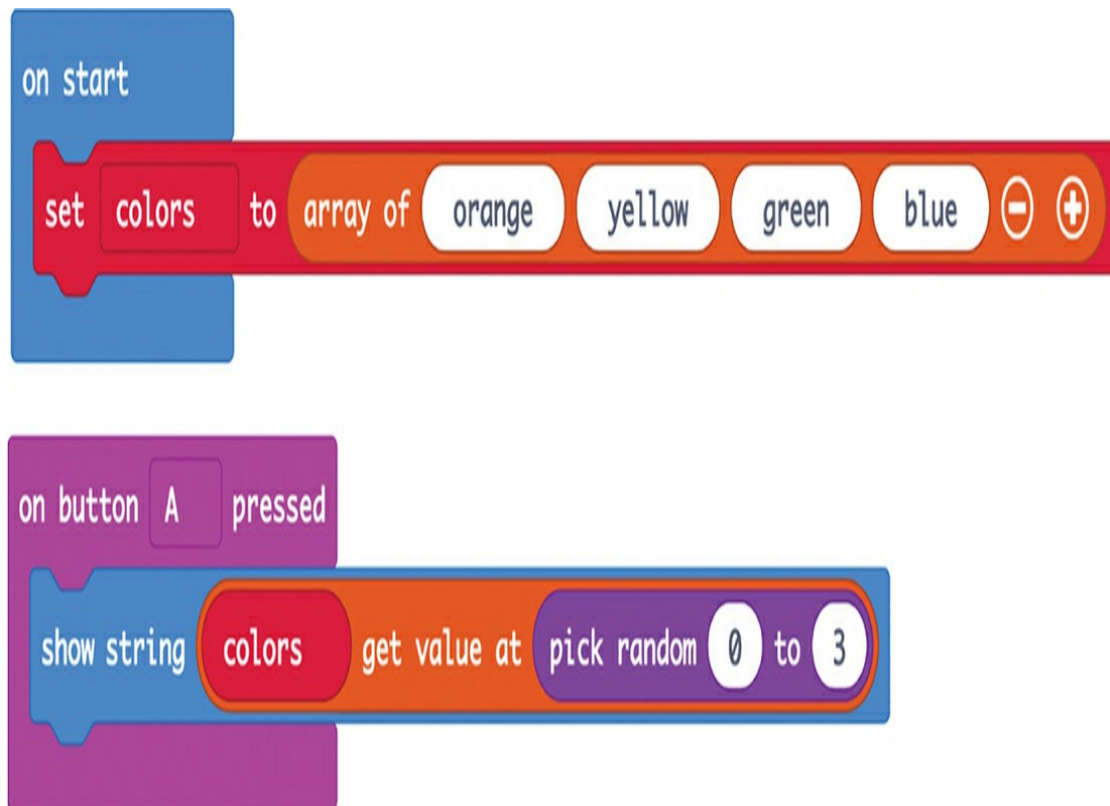 on start
set colors to array of orange yellow green blue
on button A pressed
show string colors get value at pick random 0 to 3